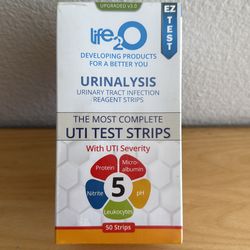 UPGRADED V3.0
life2O
EZ TEST
DEVELOPING PRODUCTS
FOR A BETTER YOU
URINALYSIS
URINARY TRACT INFECTION
REAGENT STRIPS
THE MOST COMPLETE
UTI TEST STRIPS
With UTI Severity
Protein
Micro-
albumin
Nitrite
5
pH
Leukocytes
50 Strips